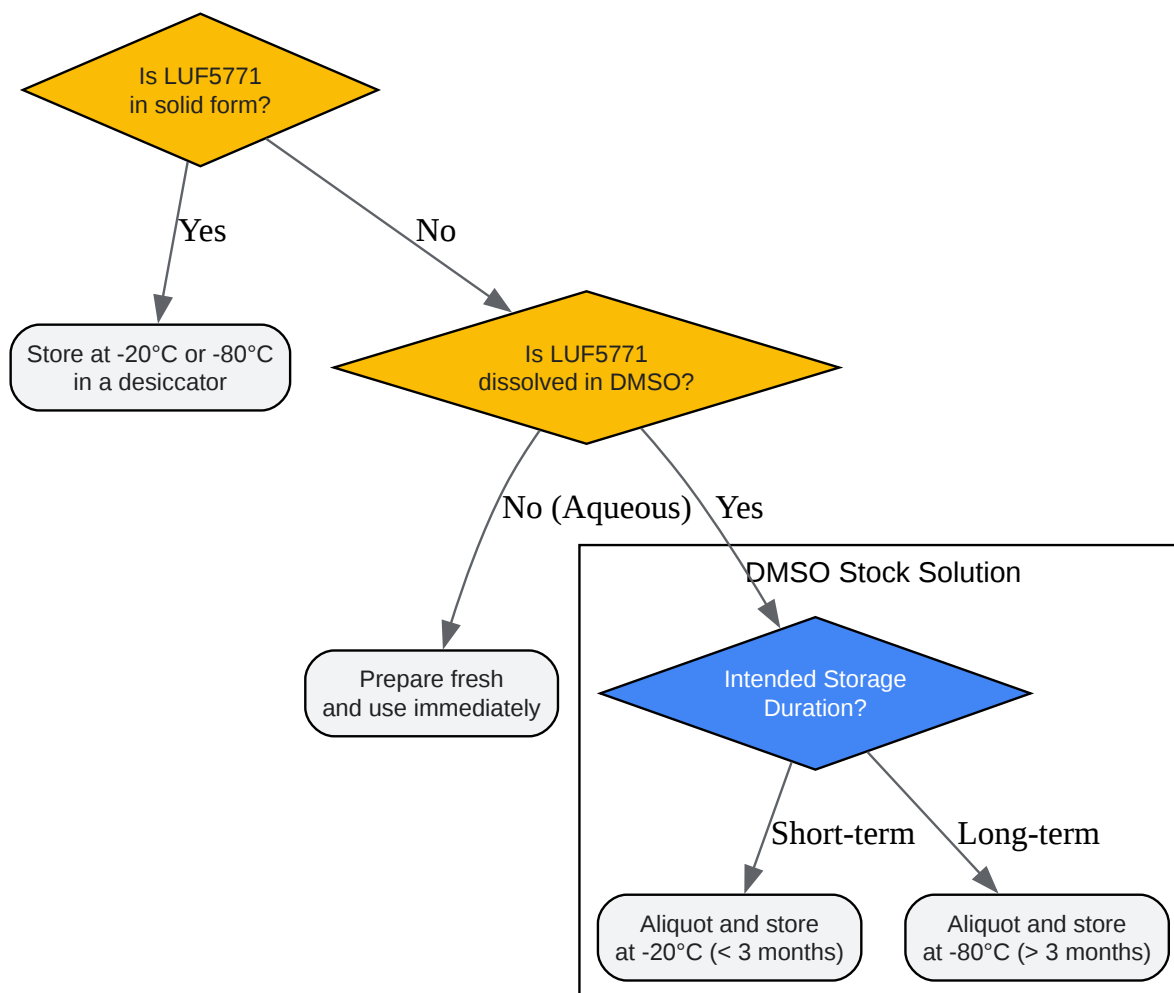 Is LUF5771
in solid form?
Yes
No
Store at -20°C or -80°C
in a desiccator
Is LUF5771
dissolved in DMSO?
No (Aqueous)
Yes
DMSO Stock Solution
Prepare fresh
and use immediately
Intended Storage
Duration?
Short-term
Long-term
Aliquot and store
at -20°C (< 3 months)
Aliquot and store
at -80°C (> 3 months)